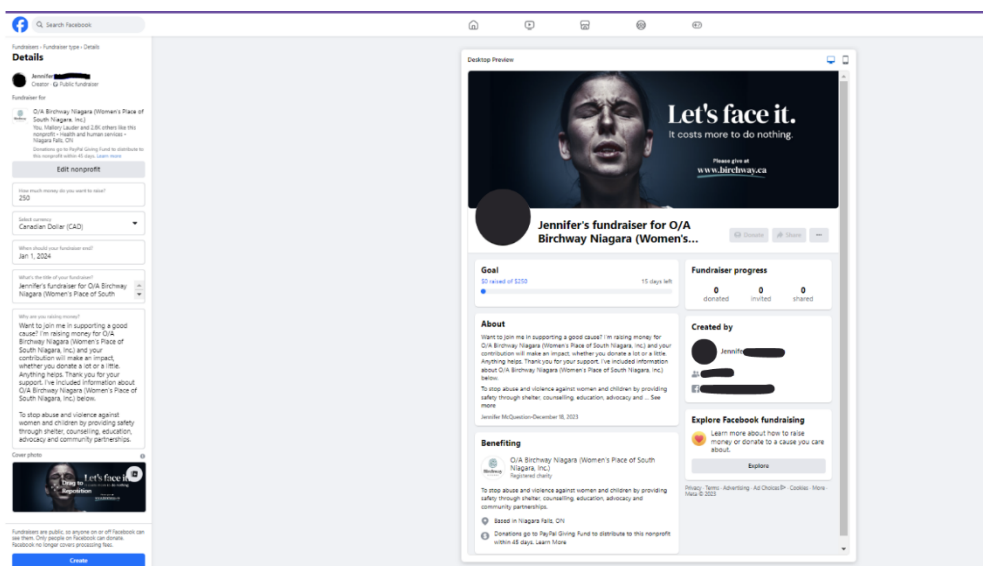 Search Facebook
Fundraisers · Fundraiser type · Details
Details
Jennifer
Creator · Public fundraiser
Fundraiser for
O/A Birchway Niagara (Women's Place of
South Niagara, Inc.)
You, Mallory Lauder and 2.8K others like this
nonprofit · Health and human services ·
Niagara Falls, ON
Donations go to PayPal Giving Fund to distribute to
this nonprofit within 45 days. Learn more
Edit nonprofit
How much money do you want to raise?
250
Select currency
Canadian Dollar (CAD)
When should your fundraiser end?
Jan 1, 2024
What's the title of your fundraiser?
Jennifer's fundraiser for O/A Birchway
Niagara (Women's Place of South
Why are you raising money?
Want to join me in supporting a good
cause? I'm raising money for O/A
Birchway Niagara (Women's Place of
South Niagara, Inc.) and your
contribution will make an impact,
whether you donate a lot or a little.
Anything helps. Thank you for your
support. I've included information about
O/A Birchway Niagara (Women's Place of
South Niagara, Inc.) below.
To stop abuse and violence against
women and children by providing safety
through shelter, counselling, education,
advocacy and community partnerships.
Cover photo
Let's face it.
Drag to
Reposition
Fundraisers are public, so anyone on or off Facebook can
see them. Only people on Facebook can donate.
Facebook no longer covers processing fees.
Create
Desktop Preview
Let's face it.
It costs more to do nothing.
Please give at
www.birchway.ca
Jennifer's fundraiser for O/A
Birchway Niagara (Women's...
Donate
Share
Goal
$0 raised of $250
15 days left
About
Want to join me in supporting a good cause? I'm raising money for
O/A Birchway Niagara (Women's Place of South Niagara, Inc.) and your
contribution will make an impact, whether you donate a lot or a little.
Anything helps. Thank you for your support. I've included information
about O/A Birchway Niagara (Women's Place of South Niagara, Inc.)
below.
To stop abuse and violence against women and children by providing
safety through shelter, counselling, education, advocacy and ... See
more
Jennifer McQuestion·December 18, 2023
Benefiting
Birchway
O/A Birchway Niagara (Women's Place of South
Niagara, Inc.)
Registered charity
To stop abuse and violence against women and children by providing
safety through shelter, counselling, education, advocacy and
community partnerships.
Based in Niagara Falls, ON
Donations go to PayPal Giving Fund to distribute to this nonprofit
within 45 days. Learn More
Fundraiser progress
0 0 0
donated invited shared
Created by
Jennife
Explore Facebook fundraising
Learn more about how to raise
money or donate to a cause you care
about.
Explore
Privacy · Terms · Advertising · Ad Choices · Cookies · More ·
Meta © 2023